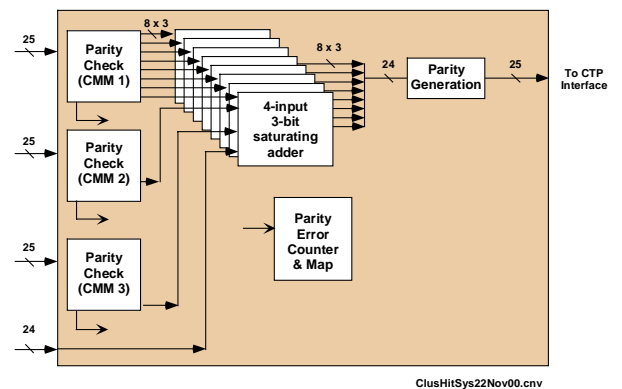 8 x 3
25
Parity
Check
(CMM 1)
8 x 3
24
Parity
Generation
25
To CTP
Interface
4-input
3-bit
saturating
adder
25
Parity
Check
(CMM 2)
Parity
Error
Counter
& Map
25
Parity
Check
(CMM 3)
24
ClusHitSys22Nov00.cnv